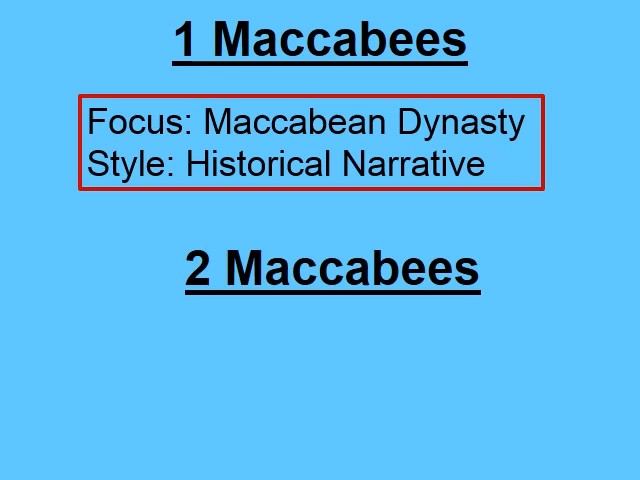 1 Maccabees
Focus: Maccabean Dynasty
Style: Historical Narrative
2 Maccabees